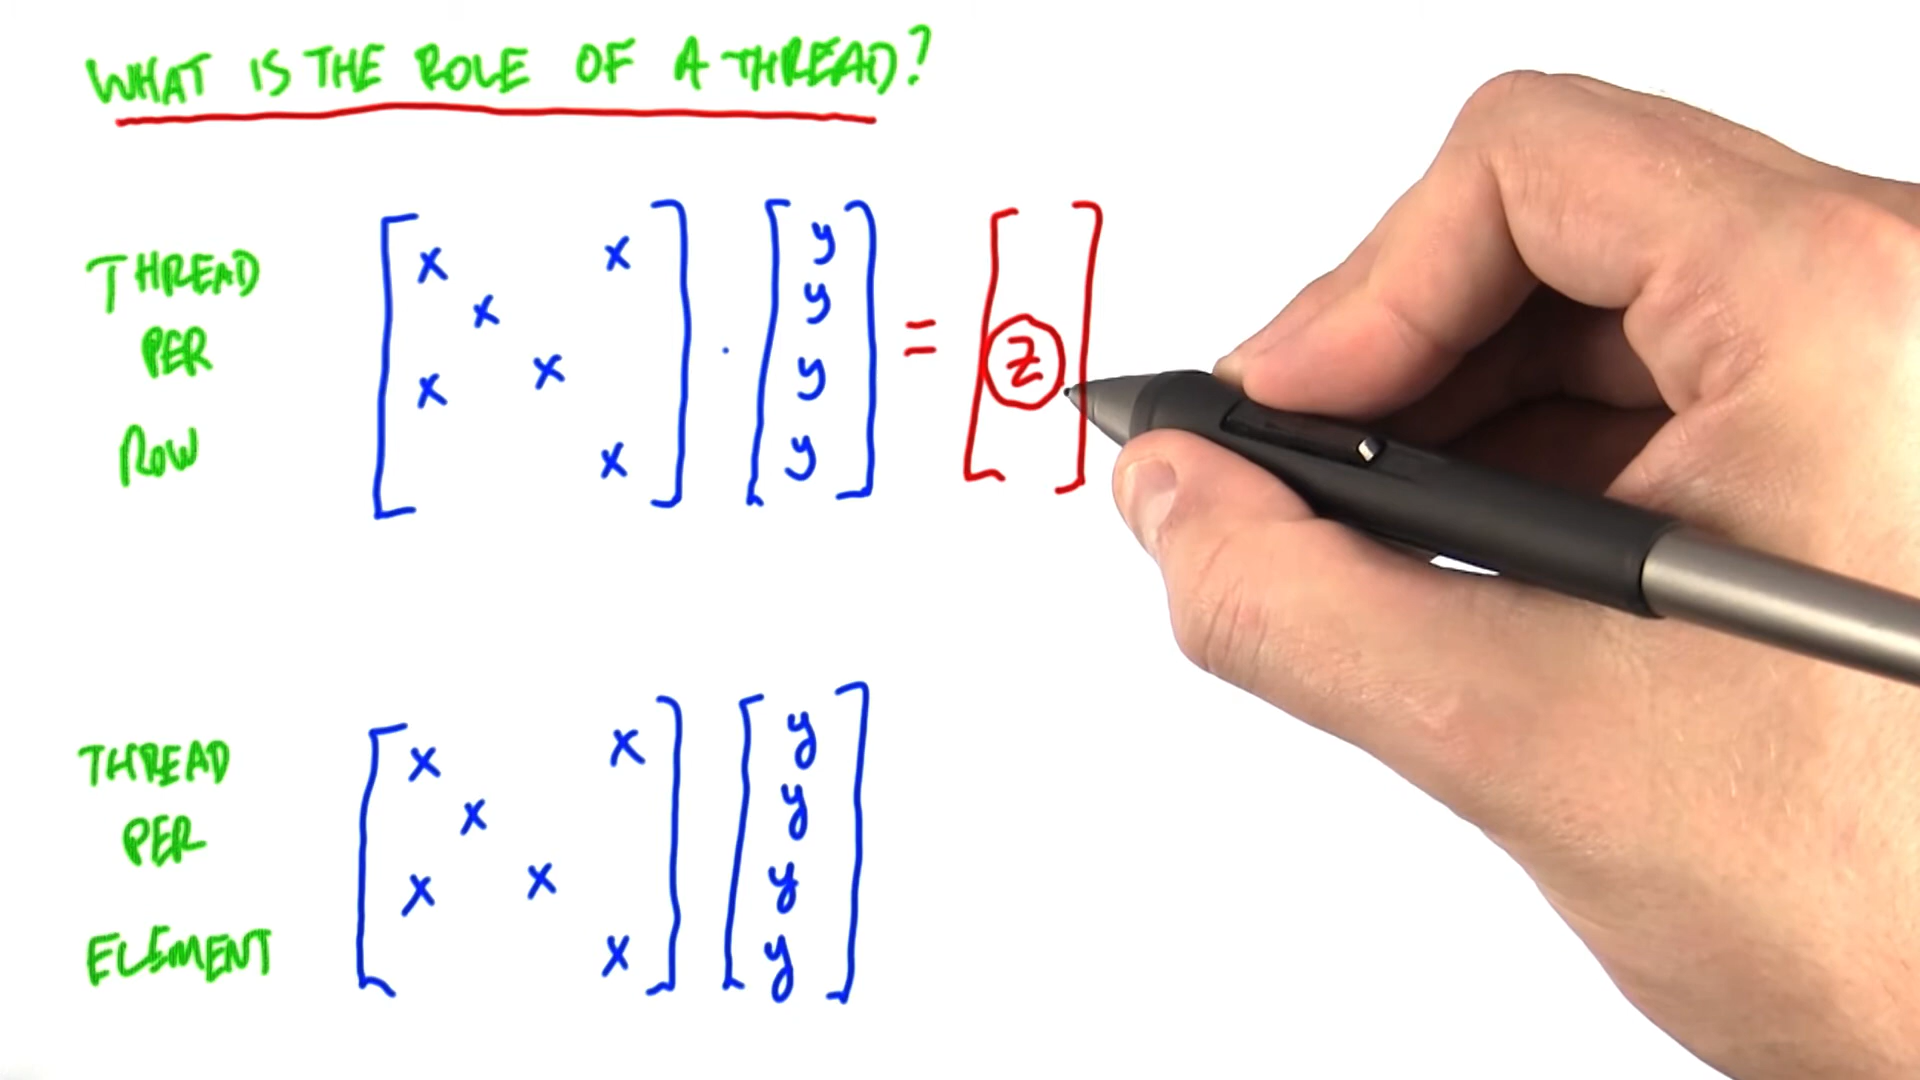 WHAT IS THE ROLE OF A THREAD?
THREAD
PER
ROW
x x y
x y
x x y
x y
= z
THREAD
PER
ELEMENT
x x y
x y
x x y
x y